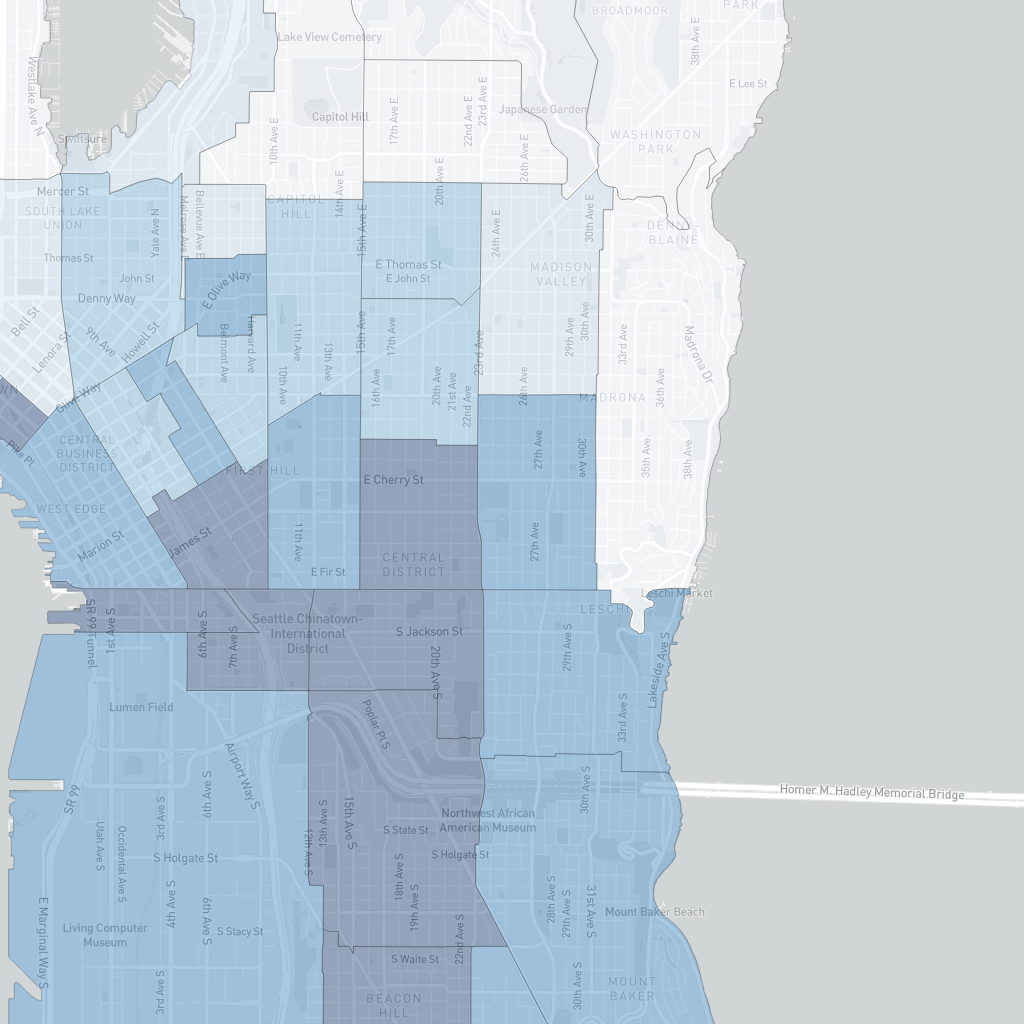 BROADMOOR
PARK
Lake View Cemetery
38th Ave E
Westlake Ave N
E Lee St
23rd Ave E
17th Ave E
22nd Ave E
Japanese Garden
Capitol Hill
10th Ave E
WASHINGTON
PARK
Swiftsure
26th Ave E
20th Ave E
14th Ave E
Mercer St
CAPITOL
HILL
SOUTH LAKE
UNION
Yale Ave N
Melrose Ave E
Bellevue Ave E
15th Ave E
24th Ave E
30th Ave E
DENNY
BLAINE
Thomas St
E Thomas St
E John St
John St
MADISON
VALLEY
E Olive Way
Denny Way
Bell St
Lenora St
9th Ave
Howell St
Belmont Ave
Harvard Ave
11th Ave
13th Ave
15th Ave
17th Ave
23rd Ave
29th Ave
30th Ave
33rd Ave
Madrona Dr
10th Ave
16th Ave
20th Ave
21st Ave
22nd Ave
26th Ave
36th Ave
WN
Olive Way
MADRONA
Pike Pl
CENTRAL
BUSINESS
DISTRICT
FIRST HILL
27th Ave
30th Ave
35th Ave
38th Ave
E Cherry St
WEST EDGE
Marion St
James St
11th Ave
27th Ave
E Fir St
CENTRAL
DISTRICT
LESCHI
Leschi Market
SR 99 Tunnel
1st Ave S
6th Ave S
7th Ave S
Seattle Chinatown-
International
District
S Jackson St
20th Ave S
29th Ave S
Lakeside Ave S
33rd Ave S
Lumen Field
Poplar Pl S
Airport Way S
SR 99
6th Ave S
3rd Ave S
30th Ave S
Homer M. Hadley Memorial Bridge
Utah Ave S
Occidental Ave S
12th Ave S
13th Ave S
15th Ave S
S State St
Northwest African
American Museum
S Holgate St
S Holgate St
18th Ave S
19th Ave S
28th Ave S
29th Ave S
31st Ave S
4th Ave S
6th Ave S
E Marginal Way S
Living Computer
Museum
S Stacy St
22nd Ave S
Mount Baker Beach
S Waite St
3rd Ave S
30th Ave S
BEACON
HILL
MOUNT
BAKER